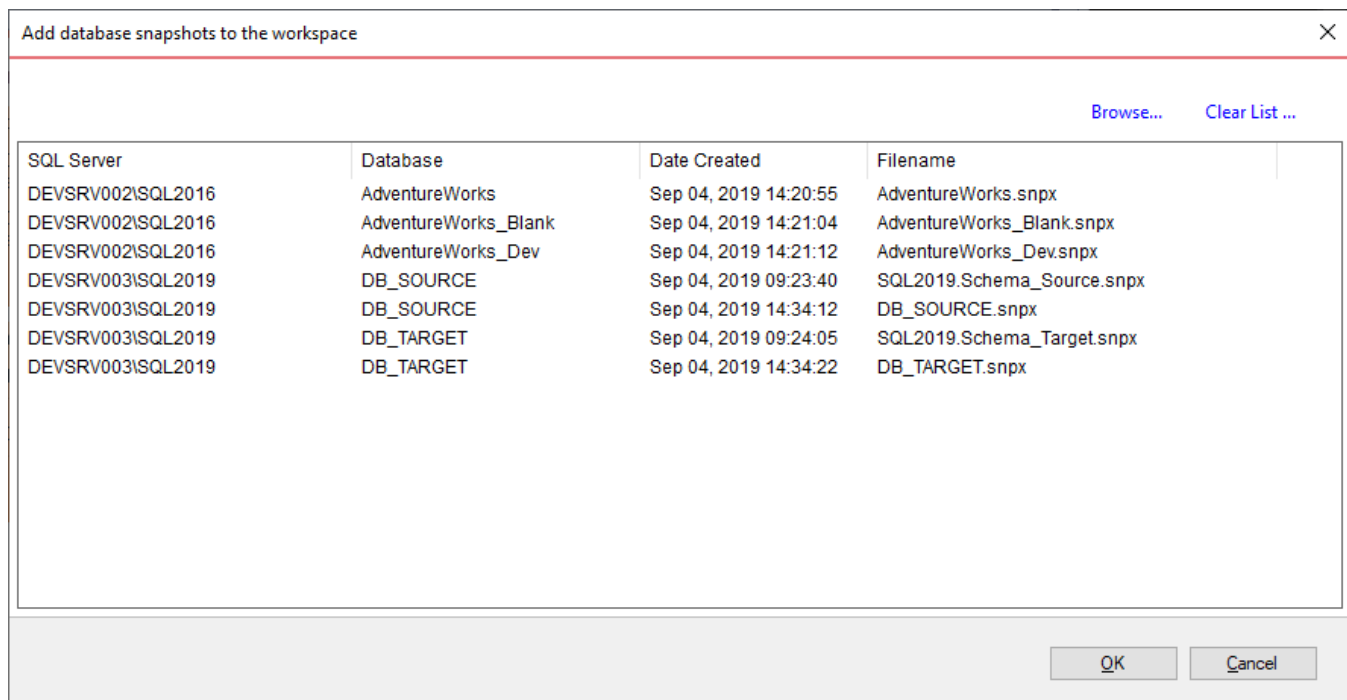 Add database snapshots to the workspace
Browse... Clear List ...
SQL Server Database Date Created Filename
DEVSRV002\SQL2016 AdventureWorks Sep 04, 2019 14:20:55 AdventureWorks.snpx
DEVSRV002\SQL2016 AdventureWorks_Blank Sep 04, 2019 14:21:04 AdventureWorks_Blank.snpx
DEVSRV002\SQL2016 AdventureWorks_Dev Sep 04, 2019 14:21:12 AdventureWorks_Dev.snpx
DEVSRV003\SQL2019 DB_SOURCE Sep 04, 2019 09:23:40 SQL2019.Schema_Source.snpx
DEVSRV003\SQL2019 DB_SOURCE Sep 04, 2019 14:34:12 DB_SOURCE.snpx
DEVSRV003\SQL2019 DB_TARGET Sep 04, 2019 09:24:05 SQL2019.Schema_Target.snpx
DEVSRV003\SQL2019 DB_TARGET Sep 04, 2019 14:34:22 DB_TARGET.snpx
OK Cancel